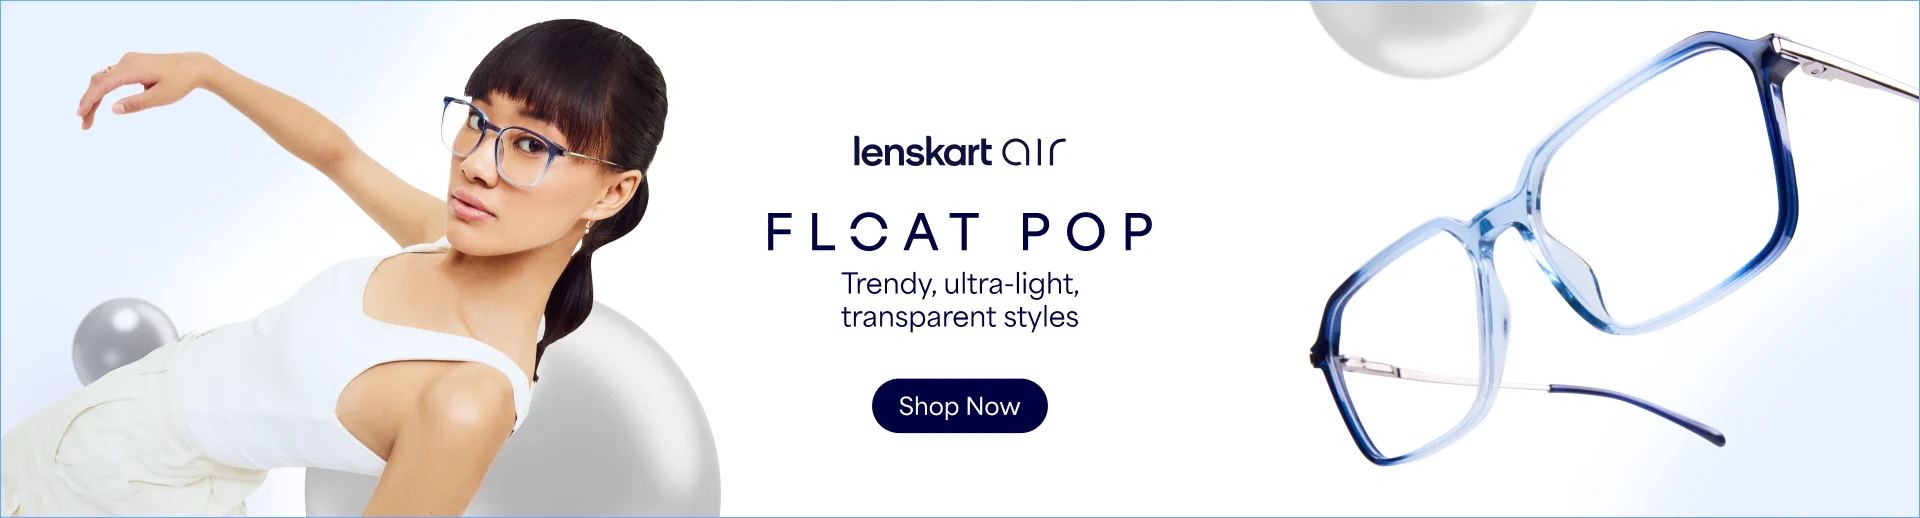 lenskart air
FLOAT POP
Trendy, ultra-light,
transparent styles
Shop Now